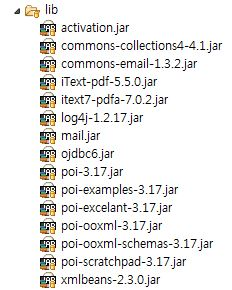 lib
activation.jar
commons-collections4-4.1.jar
commons-email-1.3.2.jar
iText-pdf-5.5.0.jar
itext7-pdfa-7.0.2.jar
log4j-1.2.17.jar
mail.jar
ojdbc6.jar
poi-3.17.jar
poi-examples-3.17.jar
poi-excelant-3.17.jar
poi-ooxml-3.17.jar
poi-ooxml-schemas-3.17.jar
poi-scratchpad-3.17.jar
xmlbeans-2.3.0.jar